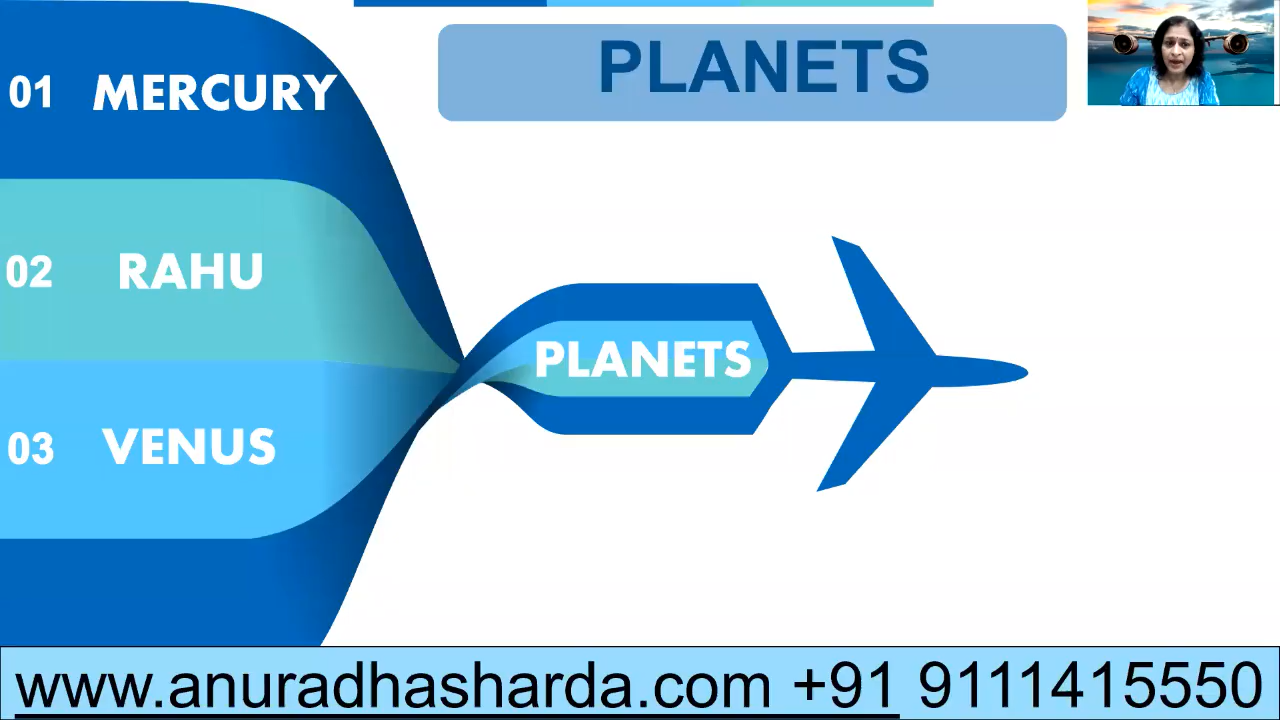 PLANETS
01 MERCURY
02 RAHU
03 VENUS
PLANETS
www.anuradhasharda.com +91 9111415550